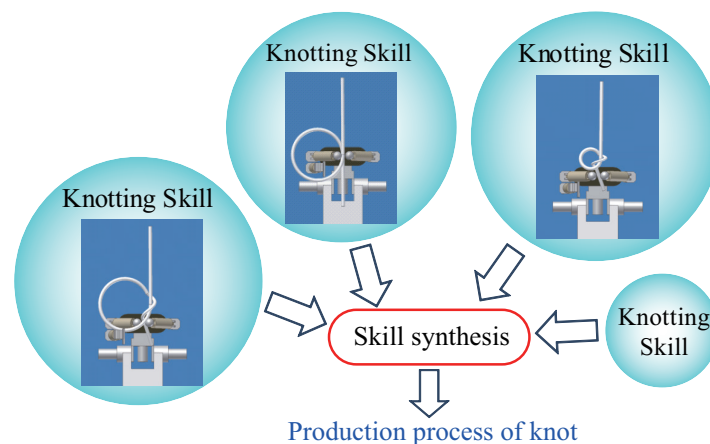 Knotting Skill
Knotting Skill
Knotting Skill
Knotting
Skill
Skill synthesis
Production process of knot